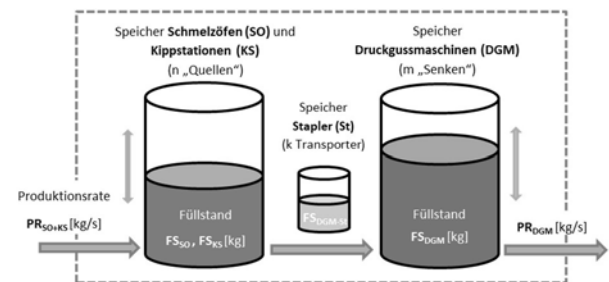 Speicher Schmelzöfen (SO) und
Kippstationen (KS)
(n „Quellen“)
Speicher
Druckgussmaschinen (DGM)
(m „Senken“)
Speicher
Stapler (St)
(k Transporter)
Produktionsrate
PR_SO+KS [kg/s]
Füllstand
FS_SO, FS_KS [kg]
FS_DGM-St
Füllstand
FS_DGM [kg]
PR_DGM [kg/s]